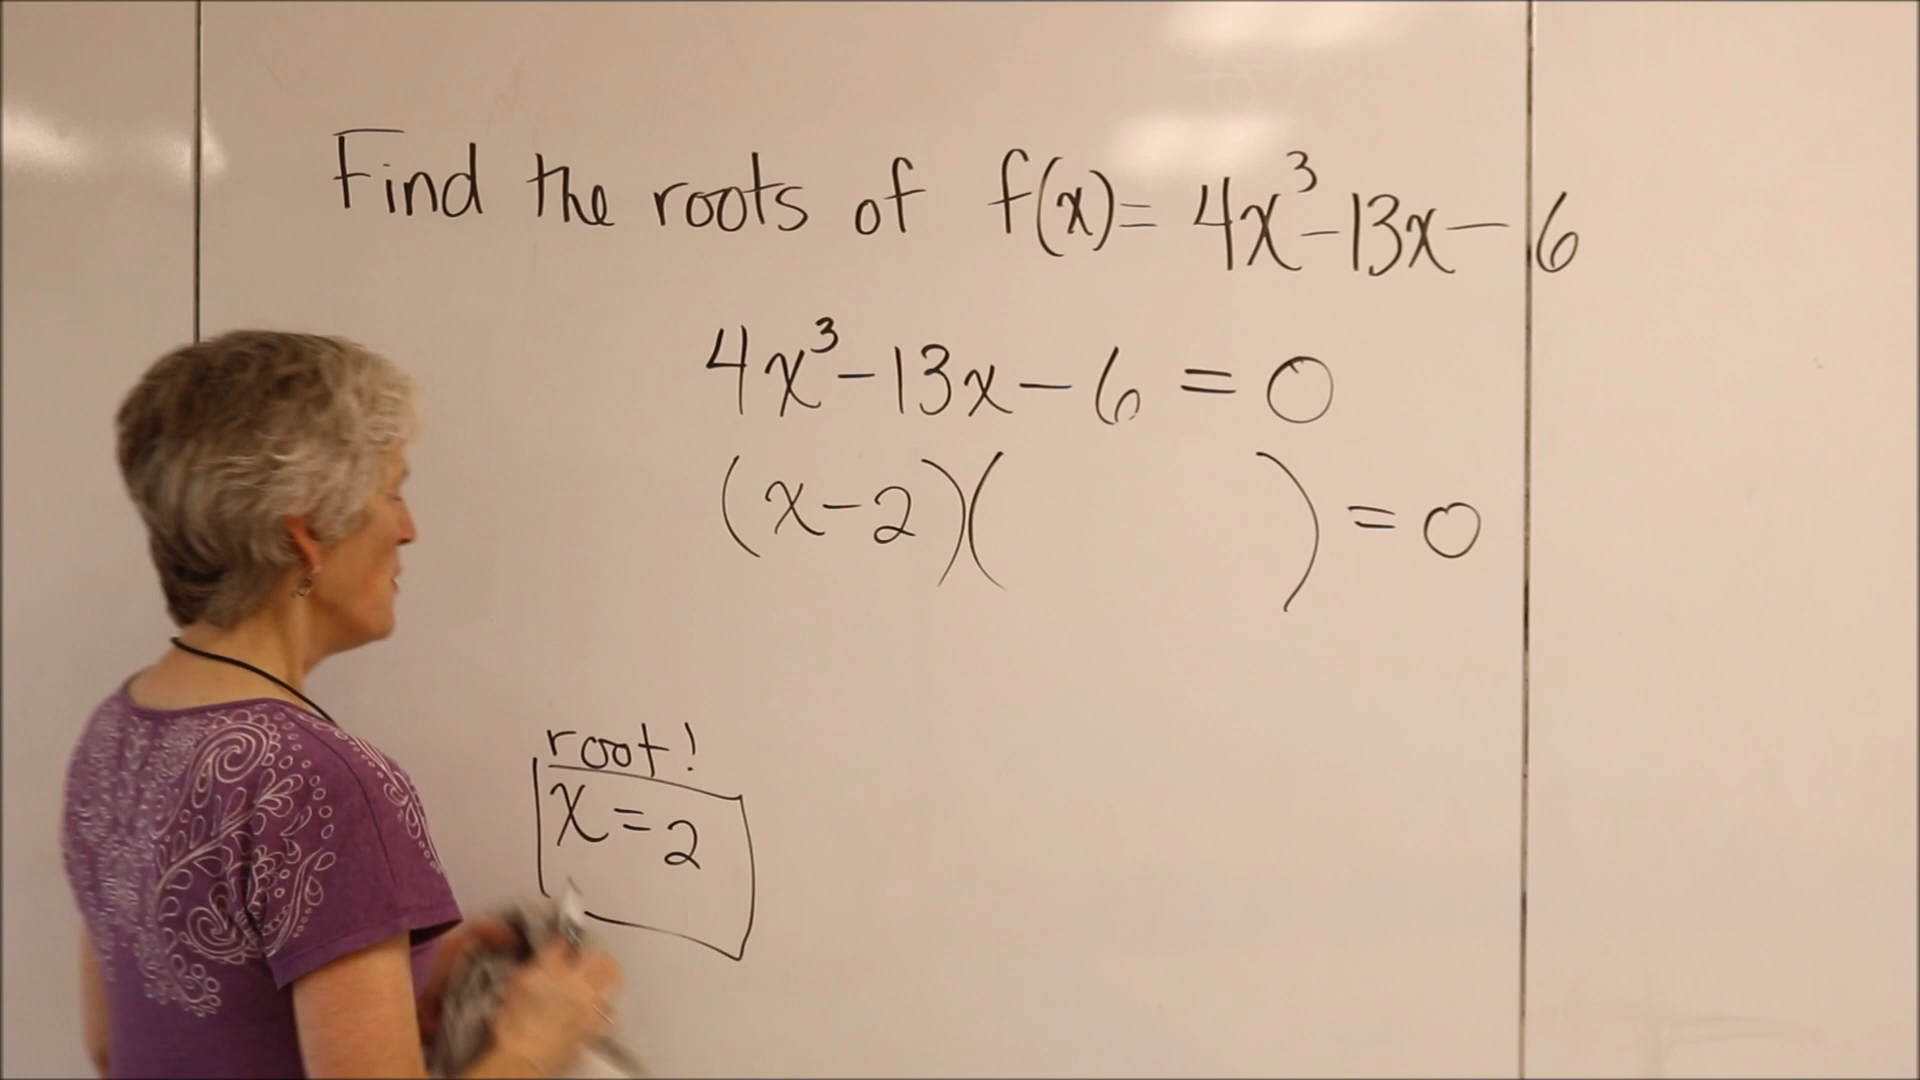 Find the roots of f(x)= 4x³-13x-6
4x³-13x-6 = 0
(x-2)( ) = 0
root!
x=2